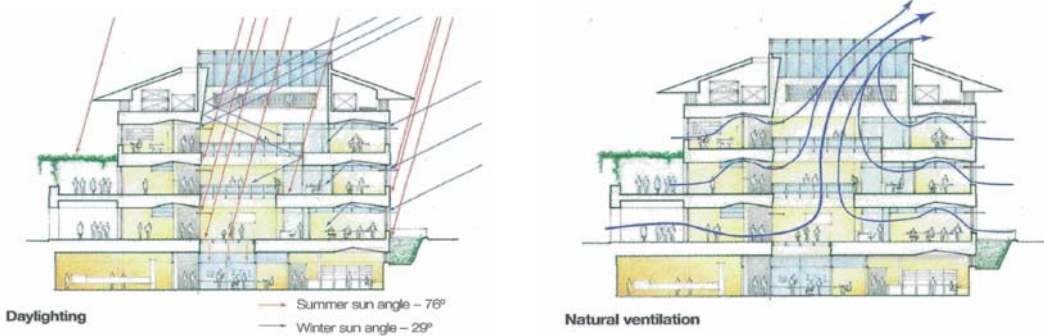 Daylighting
Summer sun angle – 76º
Winter sun angle – 29º
Natural ventilation